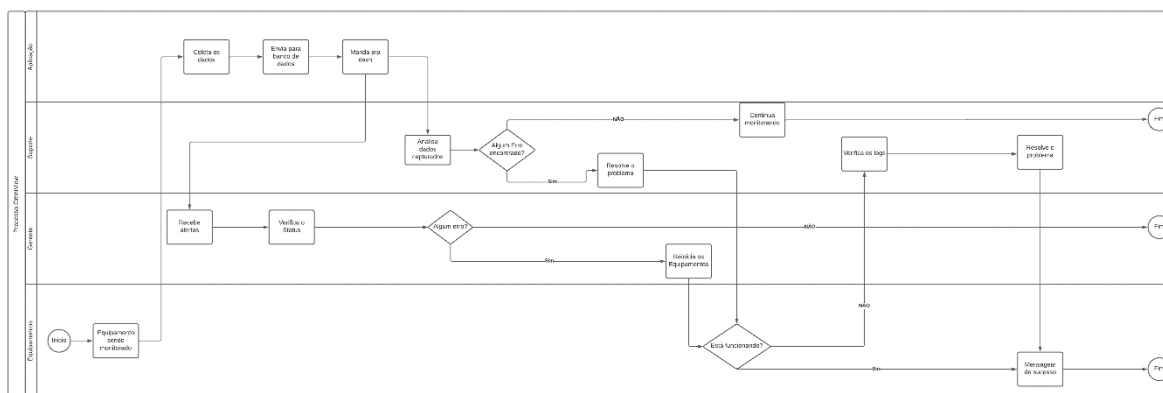 Aplicação
Coleta os
dados
Envia para
banco de
dados
Manda pra
dash
Suporte
Analisa
dados
capturados
Algum Erro
encontrado?
NÃO
Sim
Continua
monitorando
Resolve o
problema
Verifica os logs
Resolve o
problema
Fim
Gerente
Recebe
alertas
Verifica o
Status
Algum erro?
NÃO
Sim
Reinicia os
Equipamentos
Fim
Equipamentos
Início
Equipamento
sendo
monitorado
Está funcionando?
NÃO
Sim
Mensagem
de sucesso
Fim